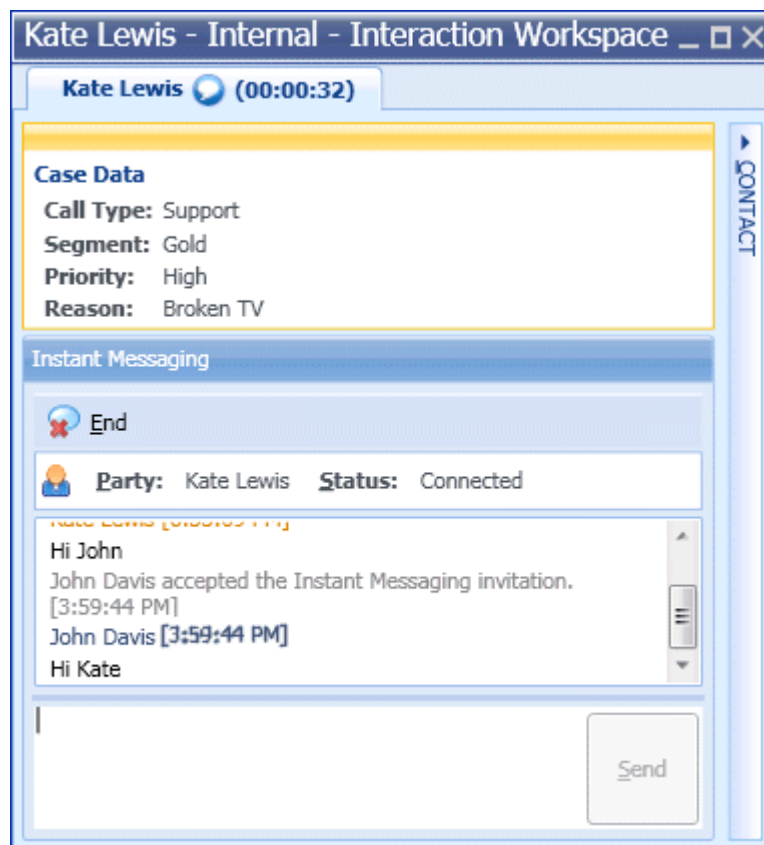 Kate Lewis - Internal - Interaction Workspace
Kate Lewis (00:00:32)
Case Data
Call Type: Support
Segment: Gold
Priority: High
Reason: Broken TV
CONTACT
Instant Messaging
End
Party: Kate Lewis Status: Connected
Kate Lewis
Hi John
John Davis accepted the Instant Messaging invitation.
[3:59:44 PM]
John Davis [3:59:44 PM]
Hi Kate
Send